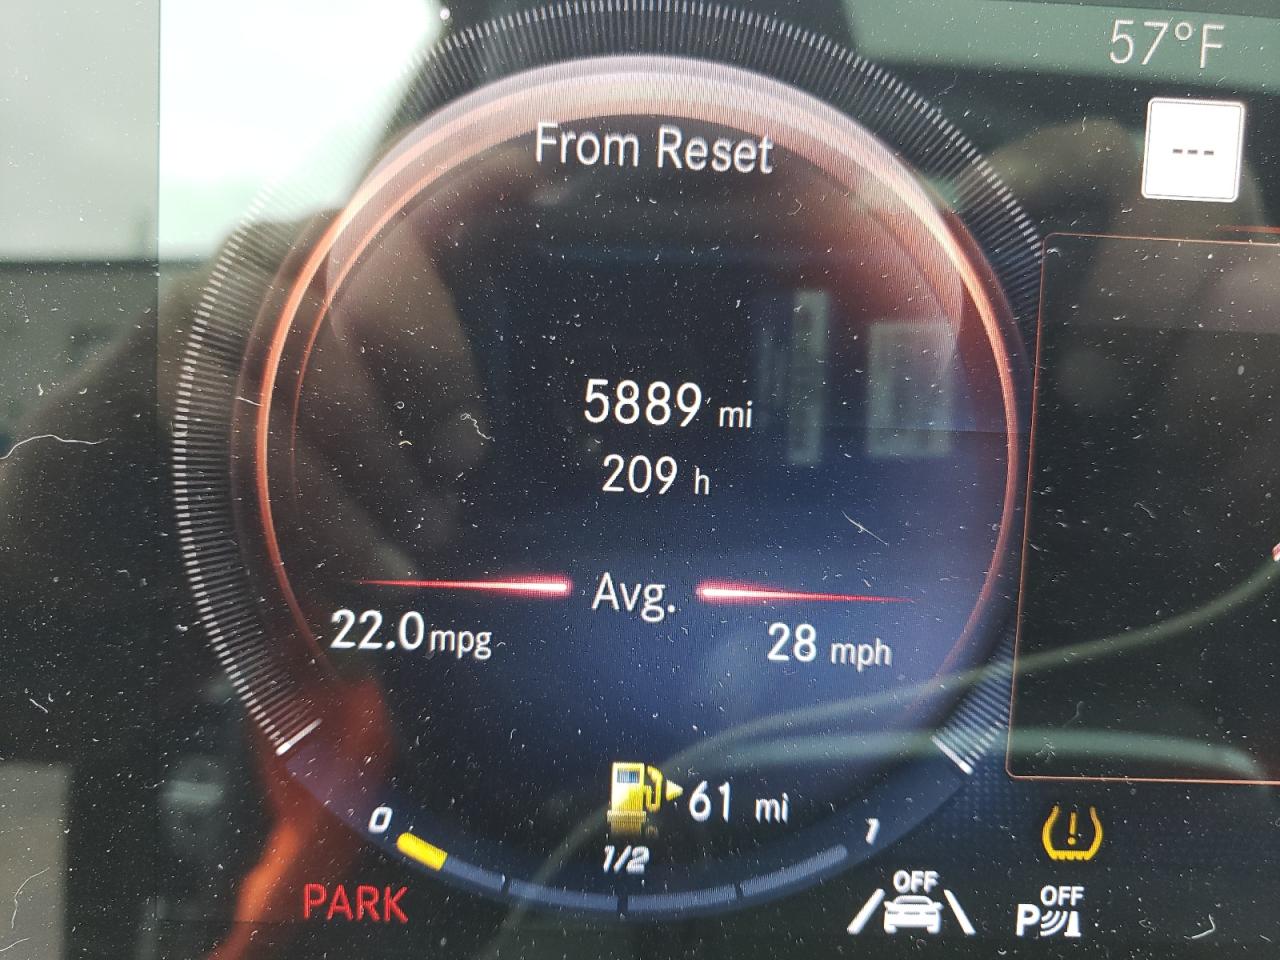 57°F
---
From Reset
5889 mi
209 h
Avg.
22.0 mpg 28 mph
61 mi
0 1/2 1
PARK
OFF
OFF
P